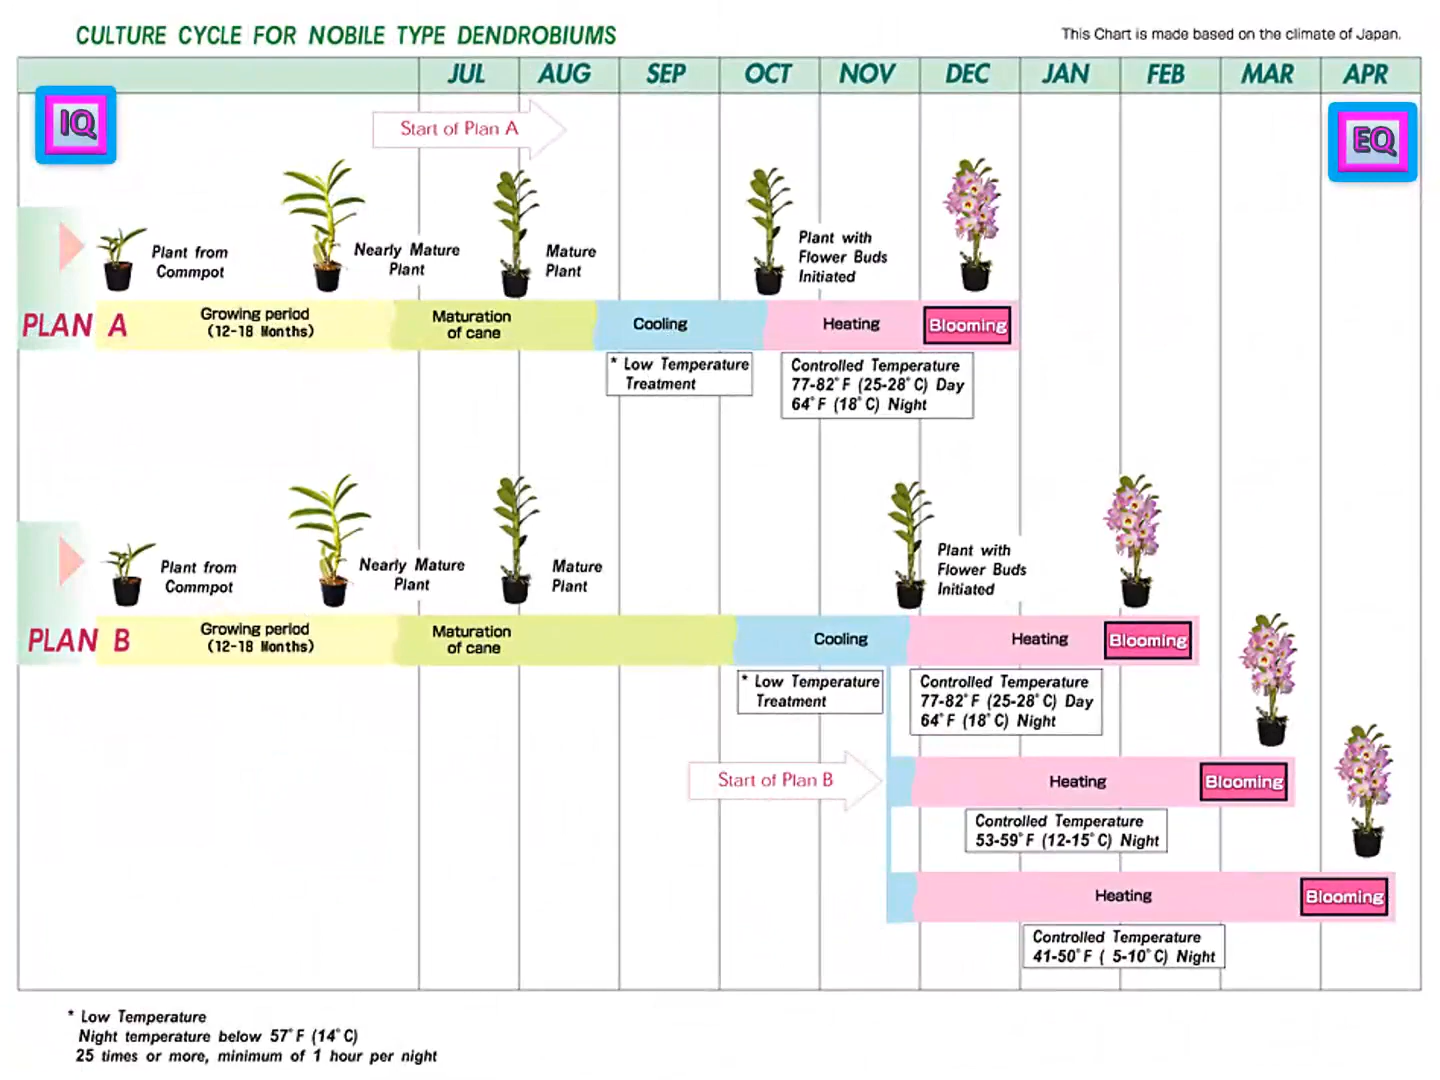 CULTURE CYCLE FOR NOBILE TYPE DENDROBIUMS
This Chart is made based on the climate of Japan.
JUL AUG SEP OCT NOV DEC JAN FEB MAR APR
IQ
EQ
Start of Plan A
Plant from
Commpot
Nearly Mature
Plant
Mature
Plant
Plant with
Flower Buds
Initiated
PLAN A
Growing period
(12-18 Months)
Maturation
of cane
Cooling
Heating
Blooming
* Low Temperature
Treatment
Controlled Temperature
77-82°F (25-28°C) Day
64°F (18°C) Night
Plant from
Commpot
Nearly Mature
Plant
Mature
Plant
Plant with
Flower Buds
Initiated
PLAN B
Growing period
(12-18 Months)
Maturation
of cane
Cooling
Heating
Blooming
* Low Temperature
Treatment
Controlled Temperature
77-82°F (25-28°C) Day
64°F (18°C) Night
Start of Plan B
Heating
Blooming
Controlled Temperature
53-59°F (12-15°C) Night
Heating
Blooming
Controlled Temperature
41-50°F ( 5-10°C) Night
* Low Temperature
Night temperature below 57°F (14°C)
25 times or more, minimum of 1 hour per night